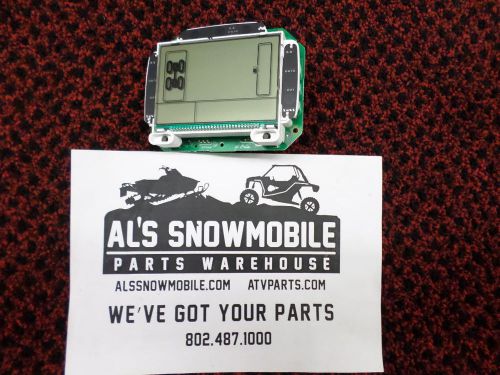 AL'S SNOWMOBILE
PARTS WAREHOUSE
ALSSNOWMOBILE.COM ATVPARTS.COM
WE'VE GOT YOUR PARTS
802.487.1000